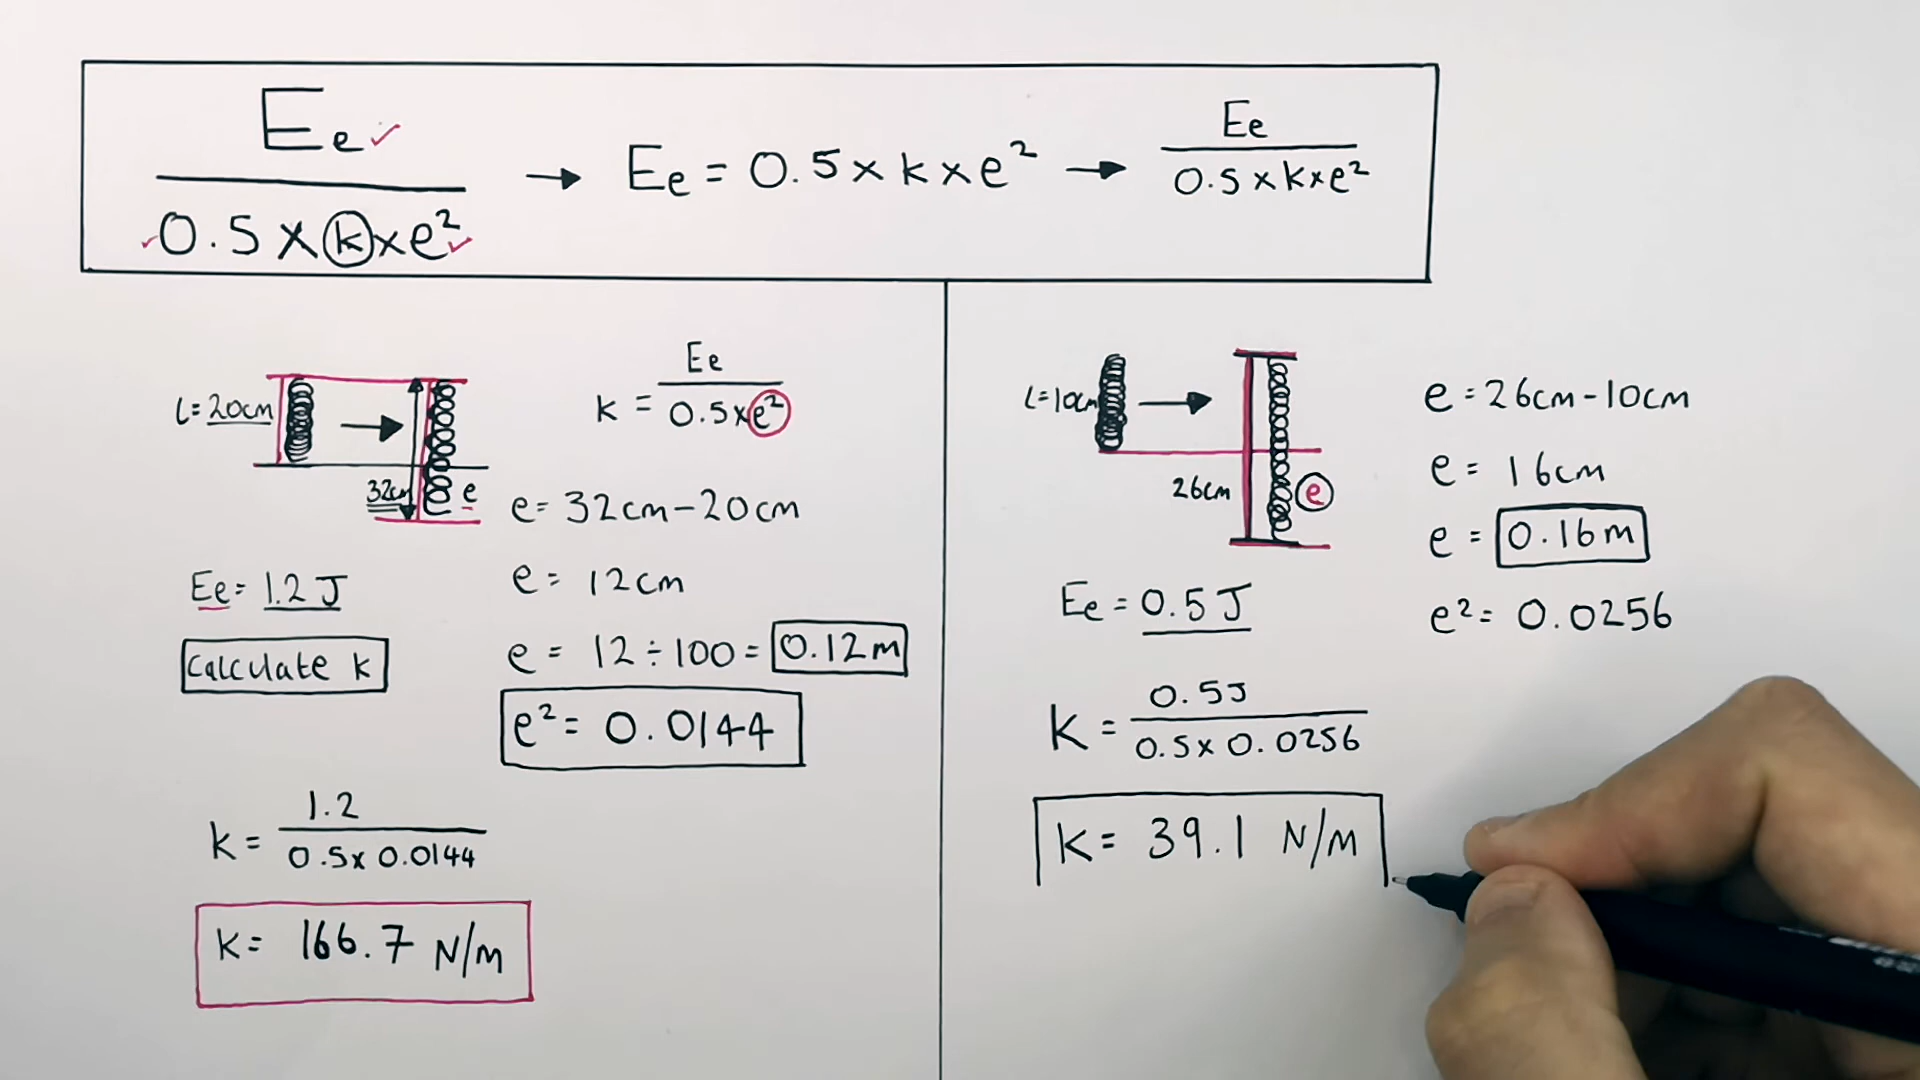 Ee / 0.5 x k x e² → Ee = 0.5 x k x e² → Ee / 0.5 x k x e²
L = 20cm
32cm
e
Ee = 1.2 J
Calculate k
k = Ee / 0.5 x e²
e = 32cm - 20cm
e = 12cm
e = 12 ÷ 100 = 0.12m
e² = 0.0144
k = 1.2 / 0.5 x 0.0144
k = 166.7 N/m
L = 10cm
26cm
e
Ee = 0.5 J
e = 26cm - 10cm
e = 16cm
e = 0.16m
e² = 0.0256
k = 0.5J / 0.5 x 0.0256
k = 39.1 N/m